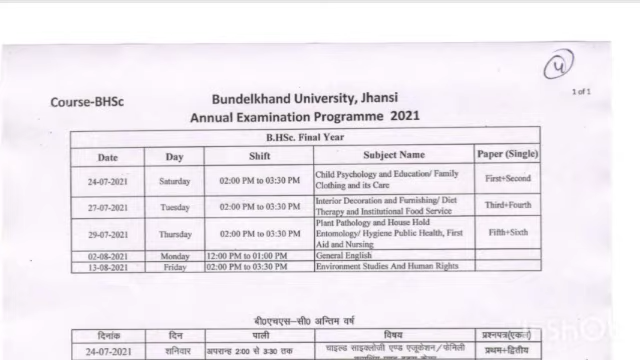 4
1 of 1
Course-BHSc
Bundelkhand University, Jhansi
Annual Examination Programme 2021
B.HSc. Final Year
Date Day Shift Subject Name Paper (Single)
24-07-2021 Saturday 02:00 PM to 03:30 PM Child Psychology and Education/ Family Clothing and its Care First+Second
27-07-2021 Tuesday 02:00 PM to 03:30 PM Interior Decoration and Furnishing/ Diet Therapy and Institutional Food Service Third+Fourth
29-07-2021 Thursday 02:00 PM to 03:30 PM Plant Pathology and House Hold Entomology/ Hygiene Public Health, First Aid and Nursing Fifth+Sixth
02-08-2021 Monday 12:00 PM to 01:00 PM General English
13-08-2021 Friday 02:00 PM to 03:30 PM Environment Studies And Human Rights
बी0एचएस–सी0 अन्तिम वर्ष
दिनांक दिन पाली विषय प्रश्नपत्र(एकल)
24-07-2021 शनिवार अपरान्ह 2:00 से 3:30 तक चाइल्ड साइक्लोजी एण्ड एजूकेशन/फेमिली प्रथम+द्वितीय
InShot